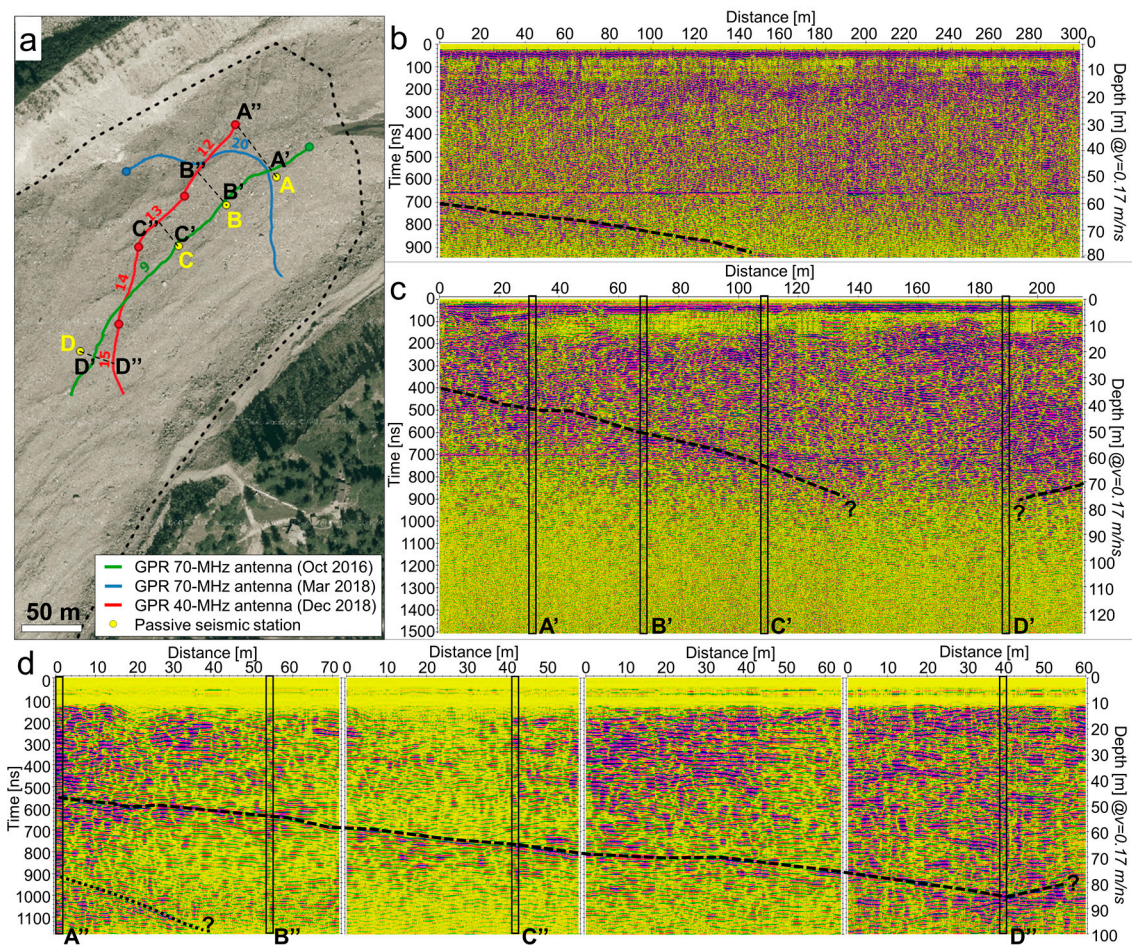 a
A’’
12
20
B’’
A’
A
B’
B
13
C’’
C’
C
9
14
D
D’
15
D’’
GPR 70-MHz antenna (Oct 2016)
GPR 70-MHz antenna (Mar 2018)
GPR 40-MHz antenna (Dec 2018)
Passive seismic station
50 m
b
Distance [m]
0 20 40 60 80 100 120 140 160 180 200 220 240 260 280 300
Time [ns]
0
100
200
300
400
500
600
700
800
900
Depth [m] @v=0.17 m/ns
0
10
20
30
40
50
60
70
80
c
Distance [m]
0 20 40 60 80 100 120 140 160 180 200
Time [ns]
0
100
200
300
400
500
600
700
800
900
1000
1100
1200
1300
1400
1500
Depth [m] @v=0.17 m/ns
0
10
20
30
40
50
60
70
80
90
100
110
120
? ?
A’ B’ C’ D’
d
Distance [m] Distance [m] Distance [m] Distance [m]
0 10 20 30 40 50 60 70 0 10 20 30 40 50 0 10 20 30 40 50 60 0 10 20 30 40 50 60
Time [ns]
0
100
200
300
400
500
600
700
800
900
1000
1100
Depth [m] @v=0.17 m/ns
0
10
20
30
40
50
60
70
80
90
100
? ?
A’’ B’’ C’’ D’’